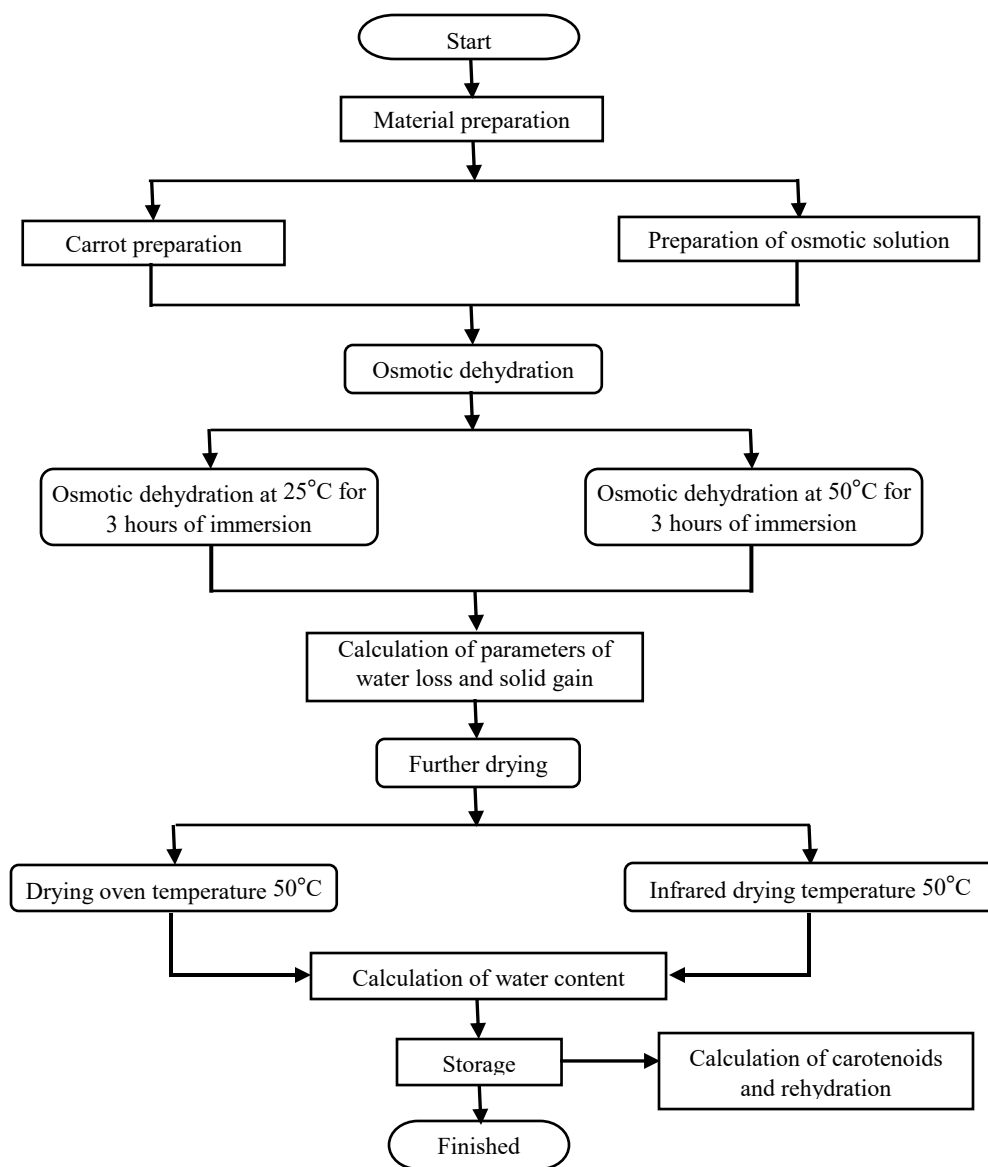 Start
Material preparation
Carrot preparation
Preparation of osmotic solution
Osmotic dehydration
Osmotic dehydration at 25°C for
3 hours of immersion
Osmotic dehydration at 50°C for
3 hours of immersion
Calculation of parameters of
water loss and solid gain
Further drying
Drying oven temperature 50°C
Infrared drying temperature 50°C
Calculation of water content
Storage
Calculation of carotenoids
and rehydration
Finished